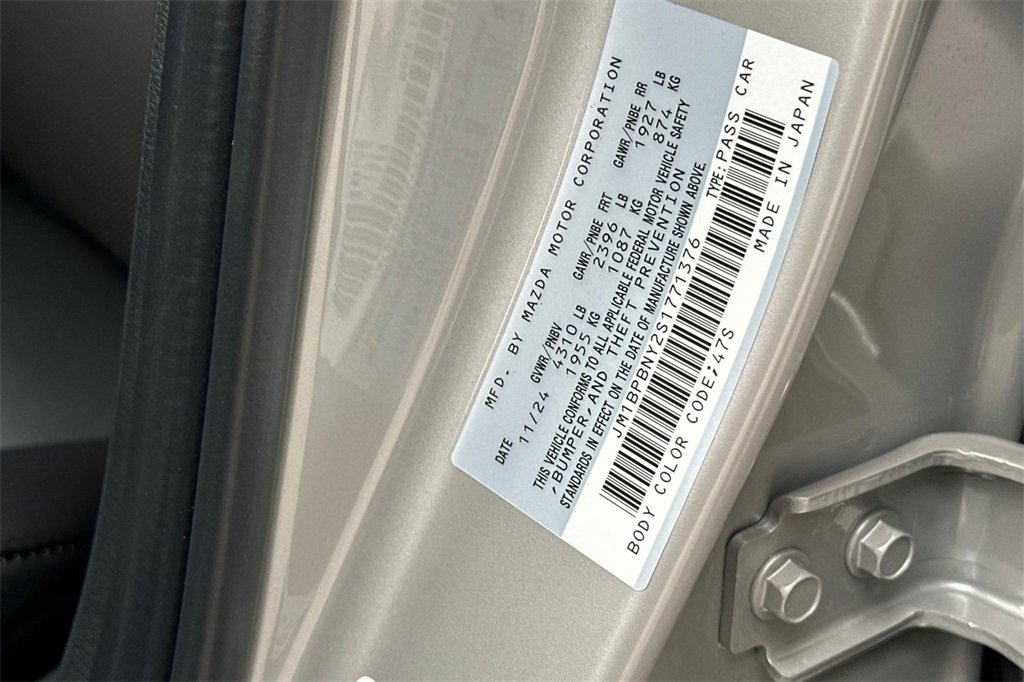 MFD. BY MAZDA MOTOR CORPORATION
DATE GVWR/PNBV GAWR/PNBE FRT GAWR/PNBE RR
11/24 4310 LB 2396 LB 1927 LB
1955 KG 1087 KG 874 KG
THIS VEHICLE CONFORMS TO ALL APPLICABLE FEDERAL MOTOR VEHICLE SAFETY
,BUMPER, AND THEFT PREVENTION
STANDARDS IN EFFECT ON THE DATE OF MANUFACTURE SHOWN ABOVE.
JM1BPBNY2S1771376 TYPE:PASS CAR
BODY COLOR CODE:47S MADE IN JAPAN